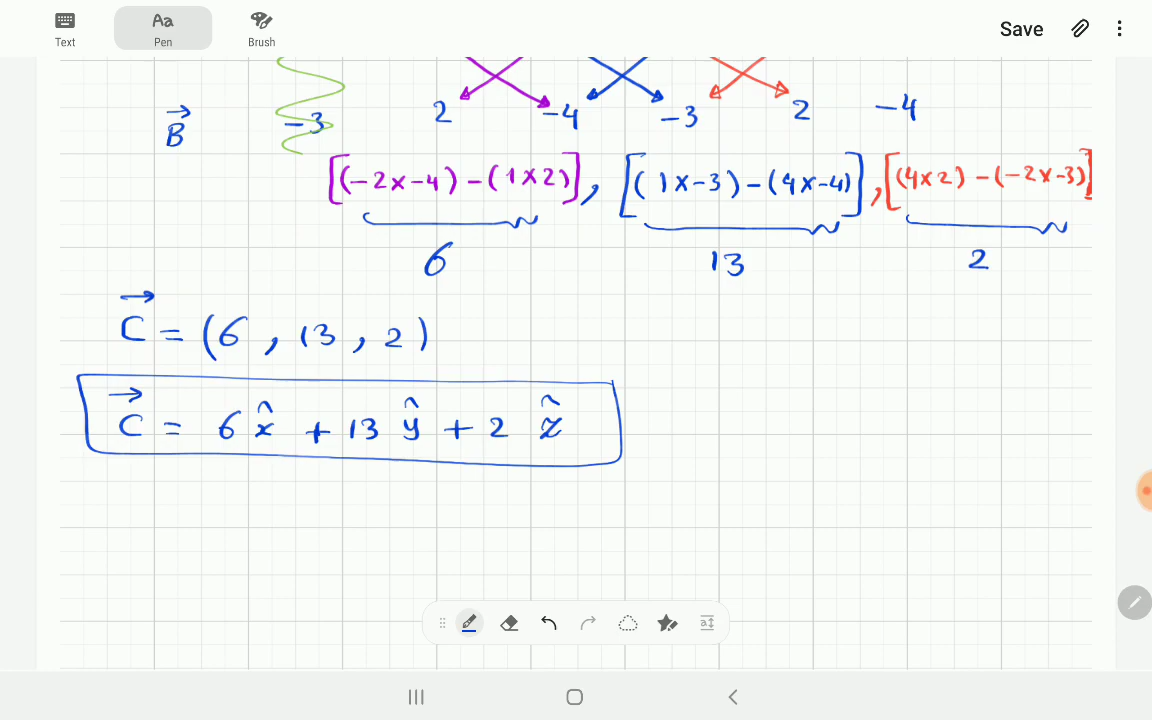 Aa
Text Pen Brush Save
B⃗ -3 2 -4 -3 2 -4
[(-2x-4)-(1x2)], [(1x-3)-(4x-4)], [(4x2)-(-2x-3)]
6 13 2
C⃗ = (6, 13, 2)
C⃗ = 6 x̂ + 13 ŷ + 2 ẑ